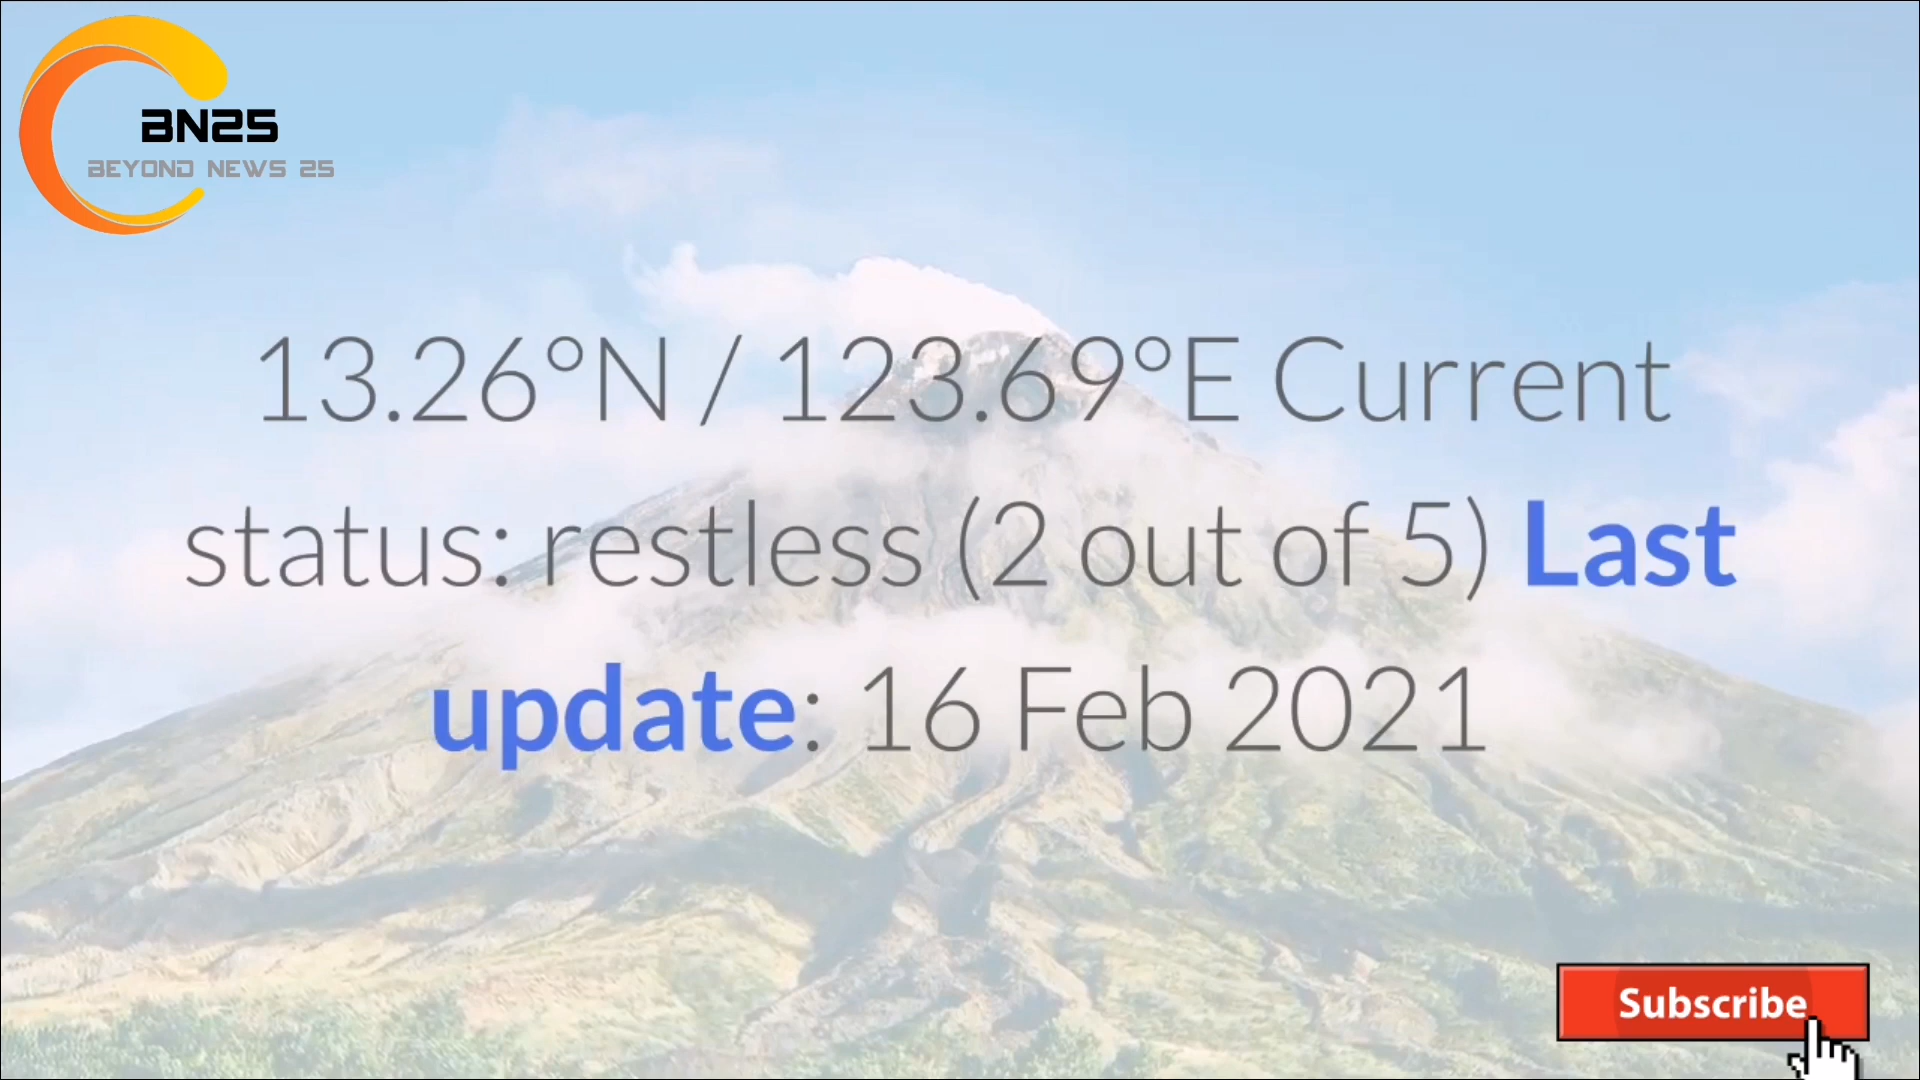 BN25
BEYOND NEWS 25
13.26°N / 123.69°E Current
status: restless (2 out of 5) Last
update: 16 Feb 2021
Subscribe